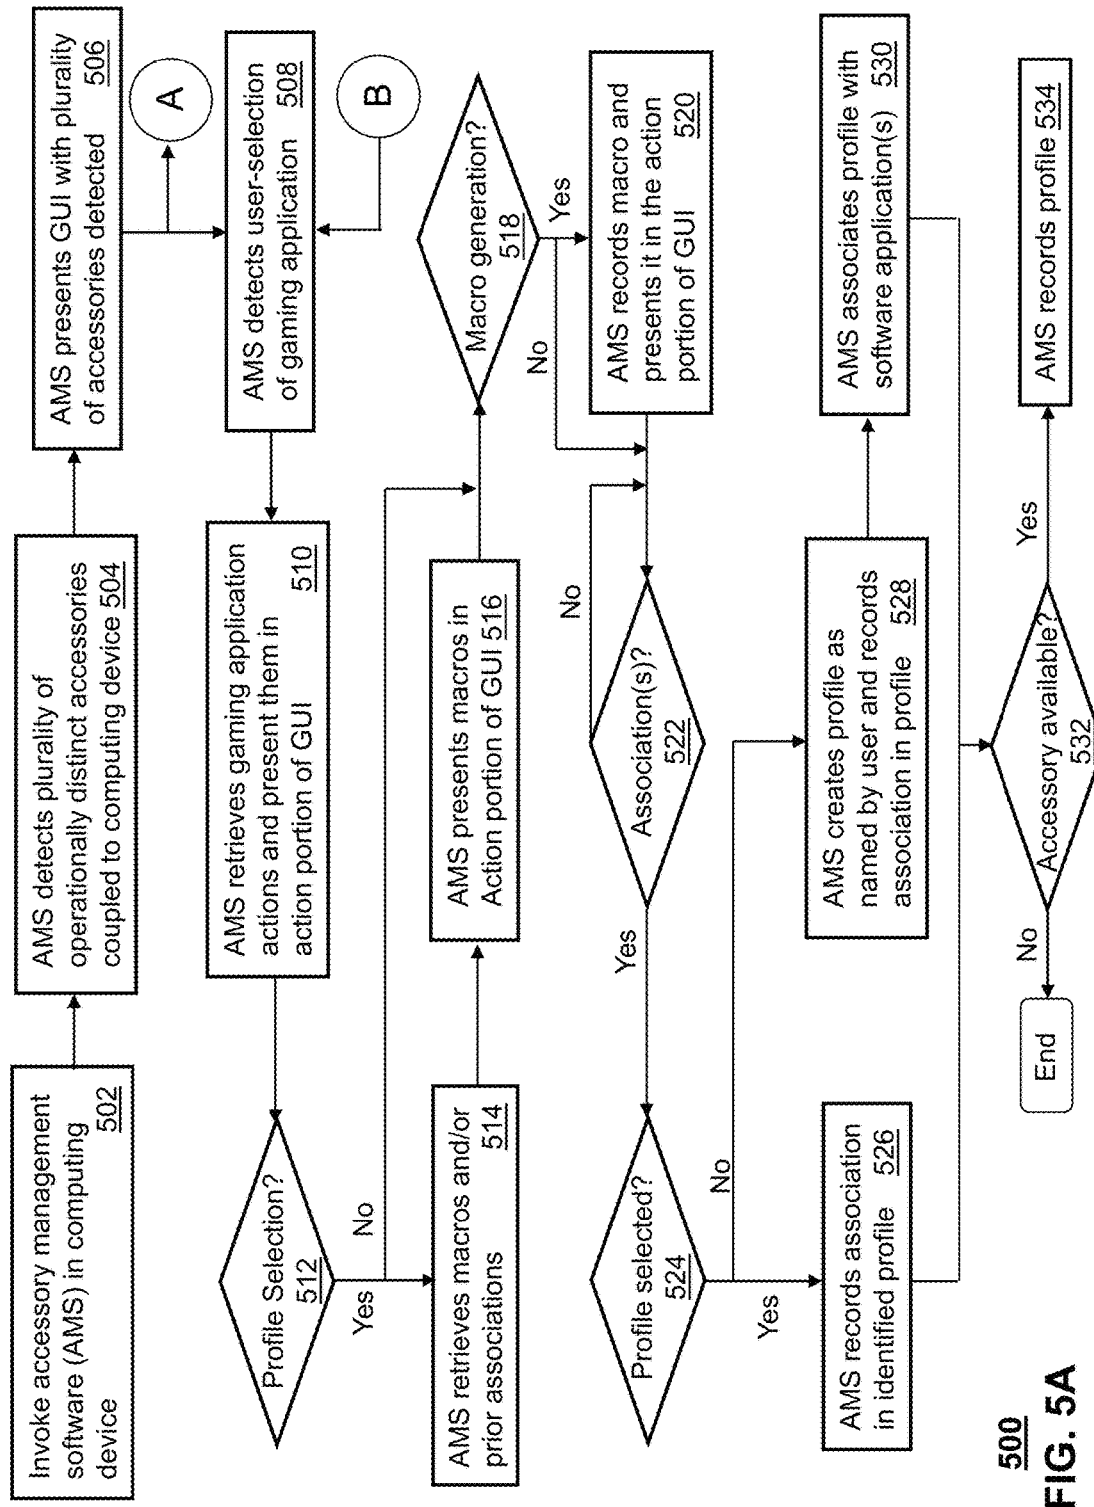 Invoke accessory management
software (AMS) in computing
device 502
AMS detects plurality of
operationally distinct accessories
coupled to computing device 504
AMS presents GUI with plurality
of accessories detected 506
A
AMS detects user-selection
of gaming application 508
B
AMS retrieves gaming application
actions and present them in
action portion of GUI 510
Profile Selection?
512
No
Yes
AMS retrieves macros and/or
prior associations 514
AMS presents macros in
Action portion of GUI 516
Macro generation?
518
No
Yes
AMS records macro and
presents it in the action
portion of GUI 520
Association(s)?
522
No
Yes
Profile selected?
524
No
Yes
AMS records association
in identified profile 526
AMS creates profile as
named by user and records
association in profile 528
AMS associates profile with
software application(s) 530
Accessory available?
532
No
Yes
End
AMS records profile 534
500
FIG. 5A